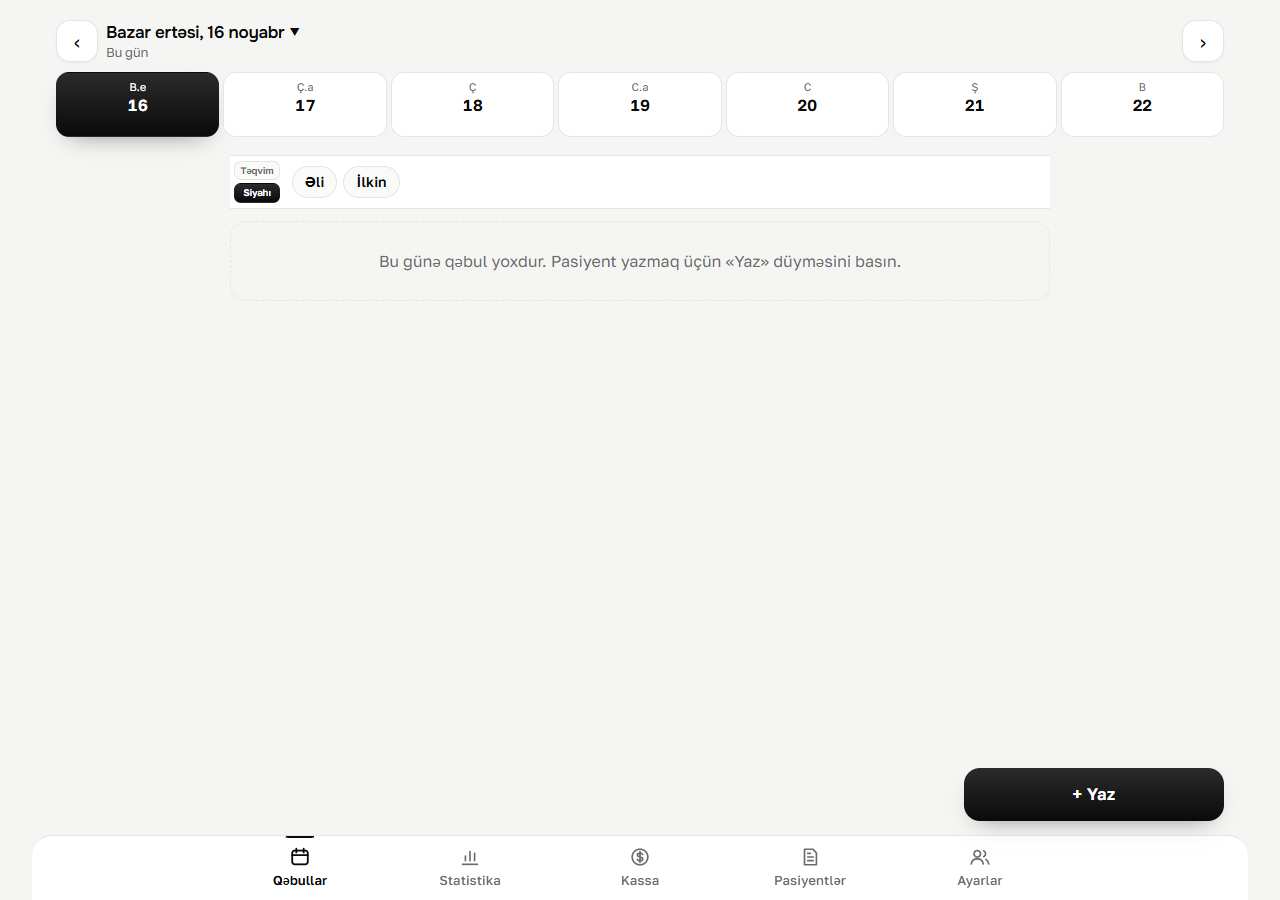 ‹
Bazar ertəsi, 16 noyabr ▼
Bu gün
›
B.e
16
Ç.a
17
Ç
18
C.a
19
C
20
Ş
21
B
22
Təqvim
Siyahı
Əli
İlkin
Bu günə qəbul yoxdur. Pasiyent yazmaq üçün «Yaz» düyməsini basın.
+ Yaz
Qəbullar
Statistika
Kassa
Pasiyentlər
Ayarlar